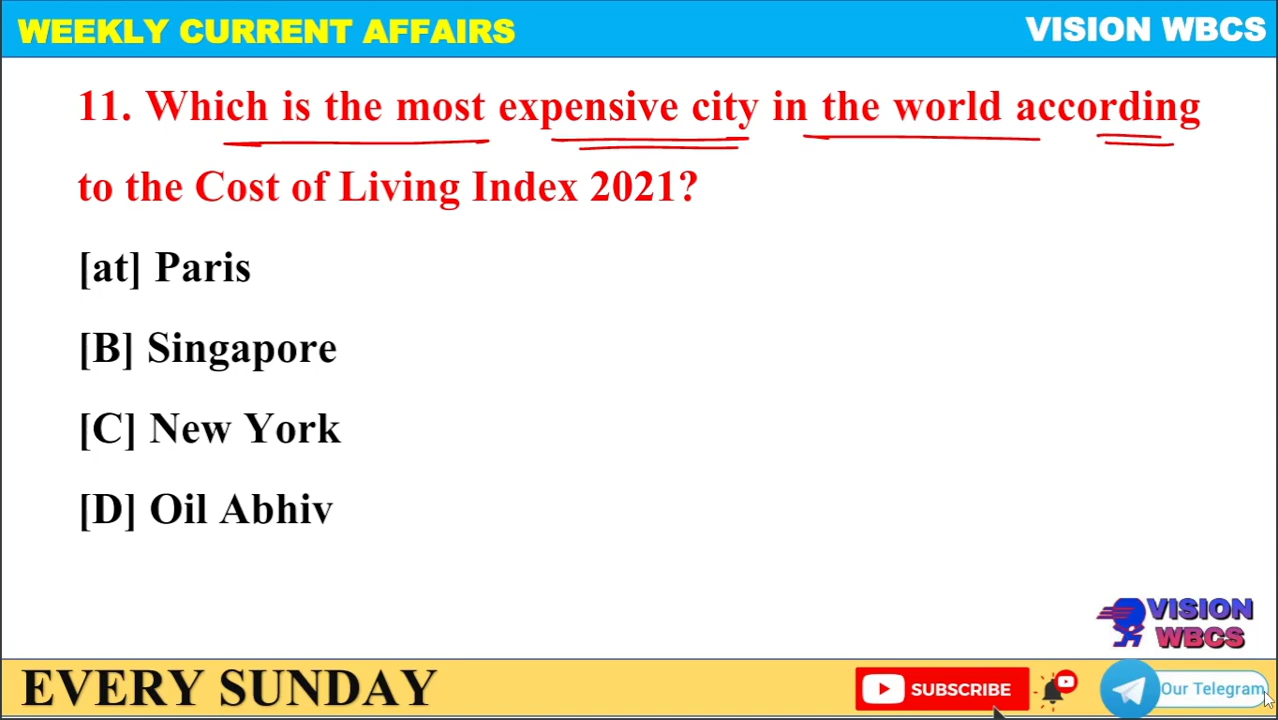 WEEKLY CURRENT AFFAIRS VISION WBCS
11. Which is the most expensive city in the world according
to the Cost of Living Index 2021?
[at] Paris
[B] Singapore
[C] New York
[D] Oil Abhiv
VISION
WBCS
EVERY SUNDAY SUBSCRIBE Our Telegram